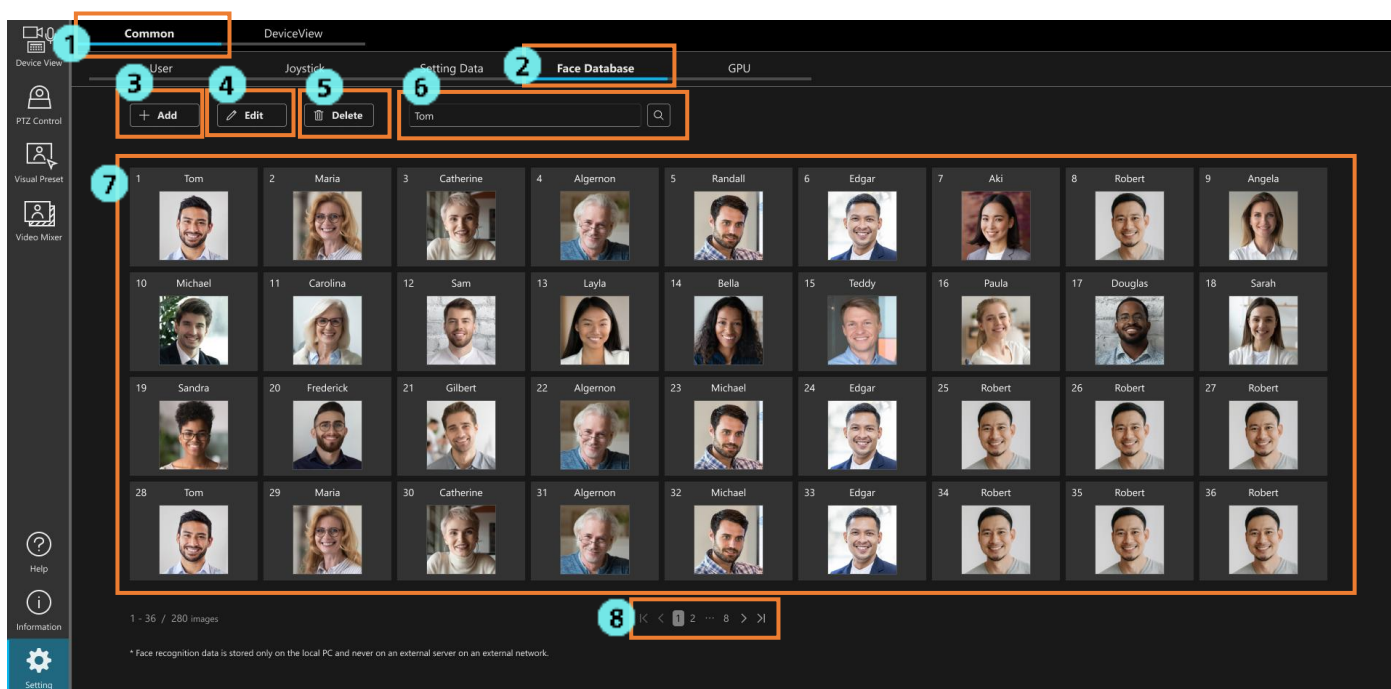 1 Common DeviceView
Device View
User Joystick Setting Data 2 Face Database GPU
3 4 5 6
+ Add Edit Delete Tom
PTZ Control
Visual Preset
Video Mixer
7
1 Tom 2 Maria 3 Catherine 4 Algernon 5 Randall 6 Edgar 7 Aki 8 Robert 9 Angela
10 Michael 11 Carolina 12 Sam 13 Layla 14 Bella 15 Teddy 16 Paula 17 Douglas 18 Sarah
19 Sandra 20 Frederick 21 Gilbert 22 Algernon 23 Michael 24 Edgar 25 Robert 26 Robert 27 Robert
28 Tom 29 Maria 30 Catherine 31 Algernon 32 Michael 33 Edgar 34 Robert 35 Robert 36 Robert
Help
Information
Setting
1 - 36 / 280 images
8
1 2 ··· 8
* Face recognition data is stored only on the local PC and never on an external server on an external network.